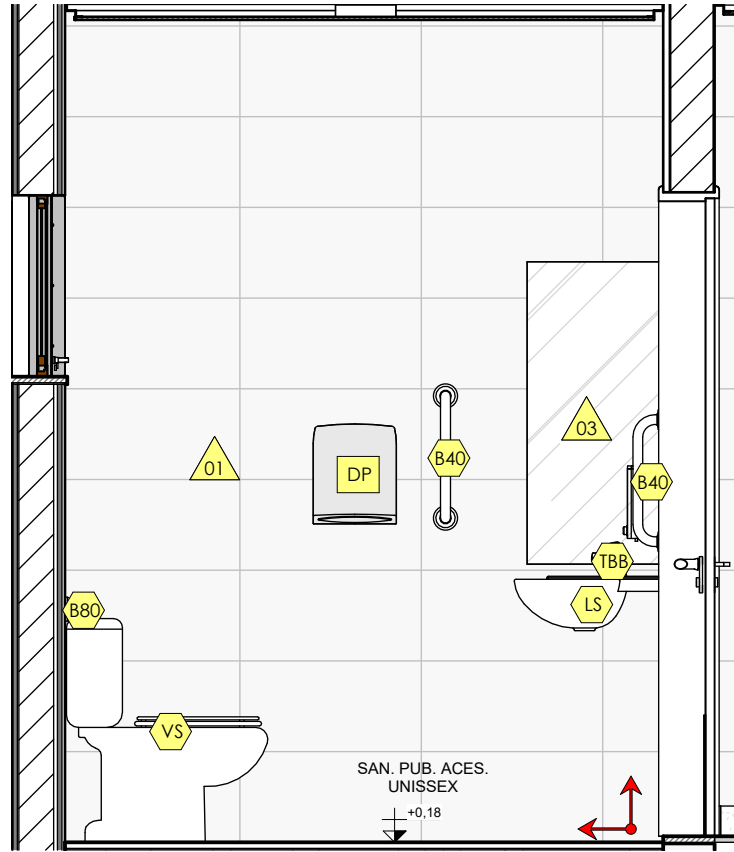 03
B40
01
DP
B40
TBB
B80
LS
VS
SAN. PUB. ACES.
UNISSEX
+0,18